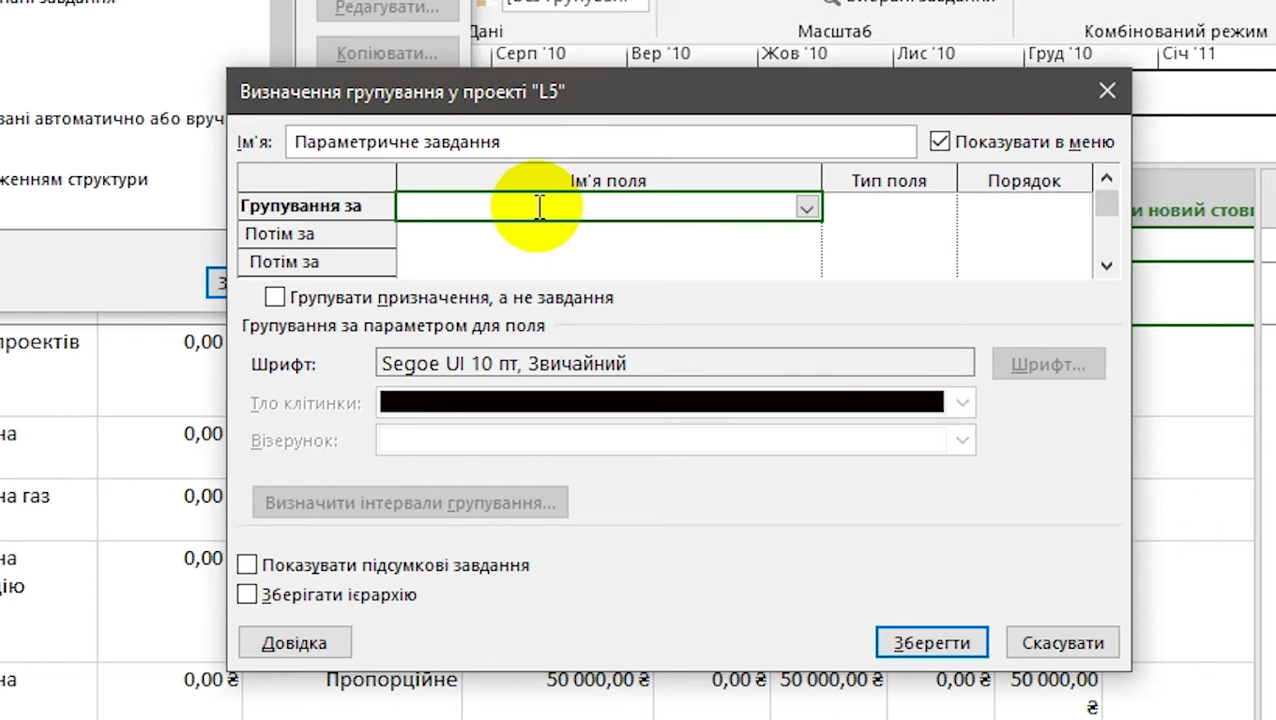 Редагувати...
Дані
Масштаб
Комбінований режим
Копіювати...
Серп '10
Вер '10
Жов '10
Лис '10
Груд '10
Січ '11
Визначення групування у проекті "L5"
вані автоматично або вруч
Ім'я: Параметричне завдання
Показувати в меню
женням структури
Ім'я поля
Тип поля
Порядок
Групування за
и новий стовп
Потім за
Потім за
Групувати призначення, а не завдання
Групування за параметром для поля
проектів
0,00
Шрифт: Segoe UI 10 пт, Звичайний
Шрифт...
Тло клітинки:
на
0,00
Візерунок:
на газ
0,00
Визначити інтервали групування...
на
0,00
цію
Показувати підсумкові завдання
Зберігати ієрархію
Довідка
Зберегти
Скасувати
на
0,00 ₴
Пропорційне
50 000,00 ₴
0,00 ₴
50 000,00 ₴
0,00 ₴
50 000,00
₴